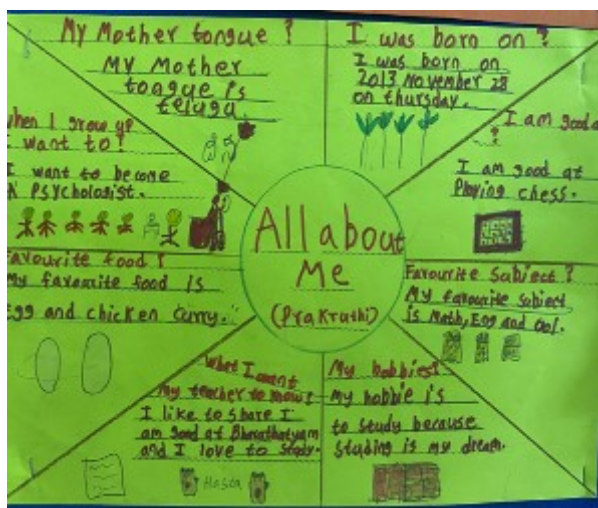 My Mother tongue ?
My Mother
tongue is
telugu.
I was born on ?
I was born on
2013 November 28
on thursday.
I am good
?
I am good at
Playing chess.
Favourite Subject ?
My favourite subject
is Math, Eng and
My hobbies?
my hobbie is
to study because
studing is my dream.
What I want
my teacher to know?
I like to share I
am good at Bharathatyam
and I love to study.
Hasta
Favourite food ?
My favourite food is
Egg and chicken curry.
When I grow up
I want to !
I want to become
A Psychologist.
All about
Me
(Prakruthi)